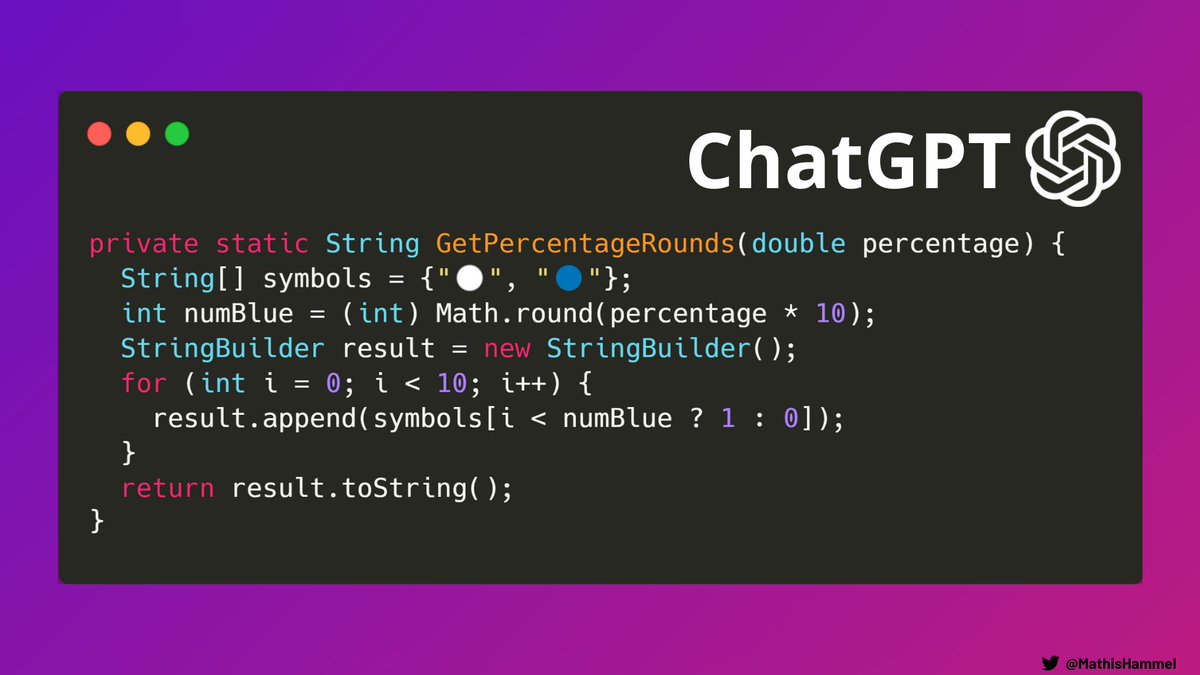 ChatGPT
private static String GetPercentageRounds(double percentage) {
  String[] symbols = {"⚪", "🔵"};
  int numBlue = (int) Math.round(percentage * 10);
  StringBuilder result = new StringBuilder();
  for (int i = 0; i < 10; i++) {
    result.append(symbols[i < numBlue ? 1 : 0]);
  }
  return result.toString();
}
@MathisHammel